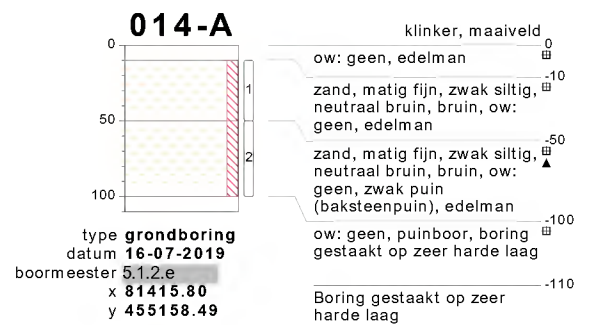 014-A
klinker, maaiveld
0
0
ow: geen, edelman
-10
zand, matig fijn, zwak siltig,
neutraal bruin, bruin, ow:
geen, edelman
1
50
-50
zand, matig fijn, zwak siltig,
neutraal bruin, bruin, ow:
geen, zwak puin
(baksteenpuin), edelman
2
100
-100
ow: geen, puinboor, boring
gestaakt op zeer harde laag
-110
Boring gestaakt op zeer
harde laag
type grondboring
datum 16-07-2019
boormeester 5.1.2.e
x 81415.80
y 455158.49